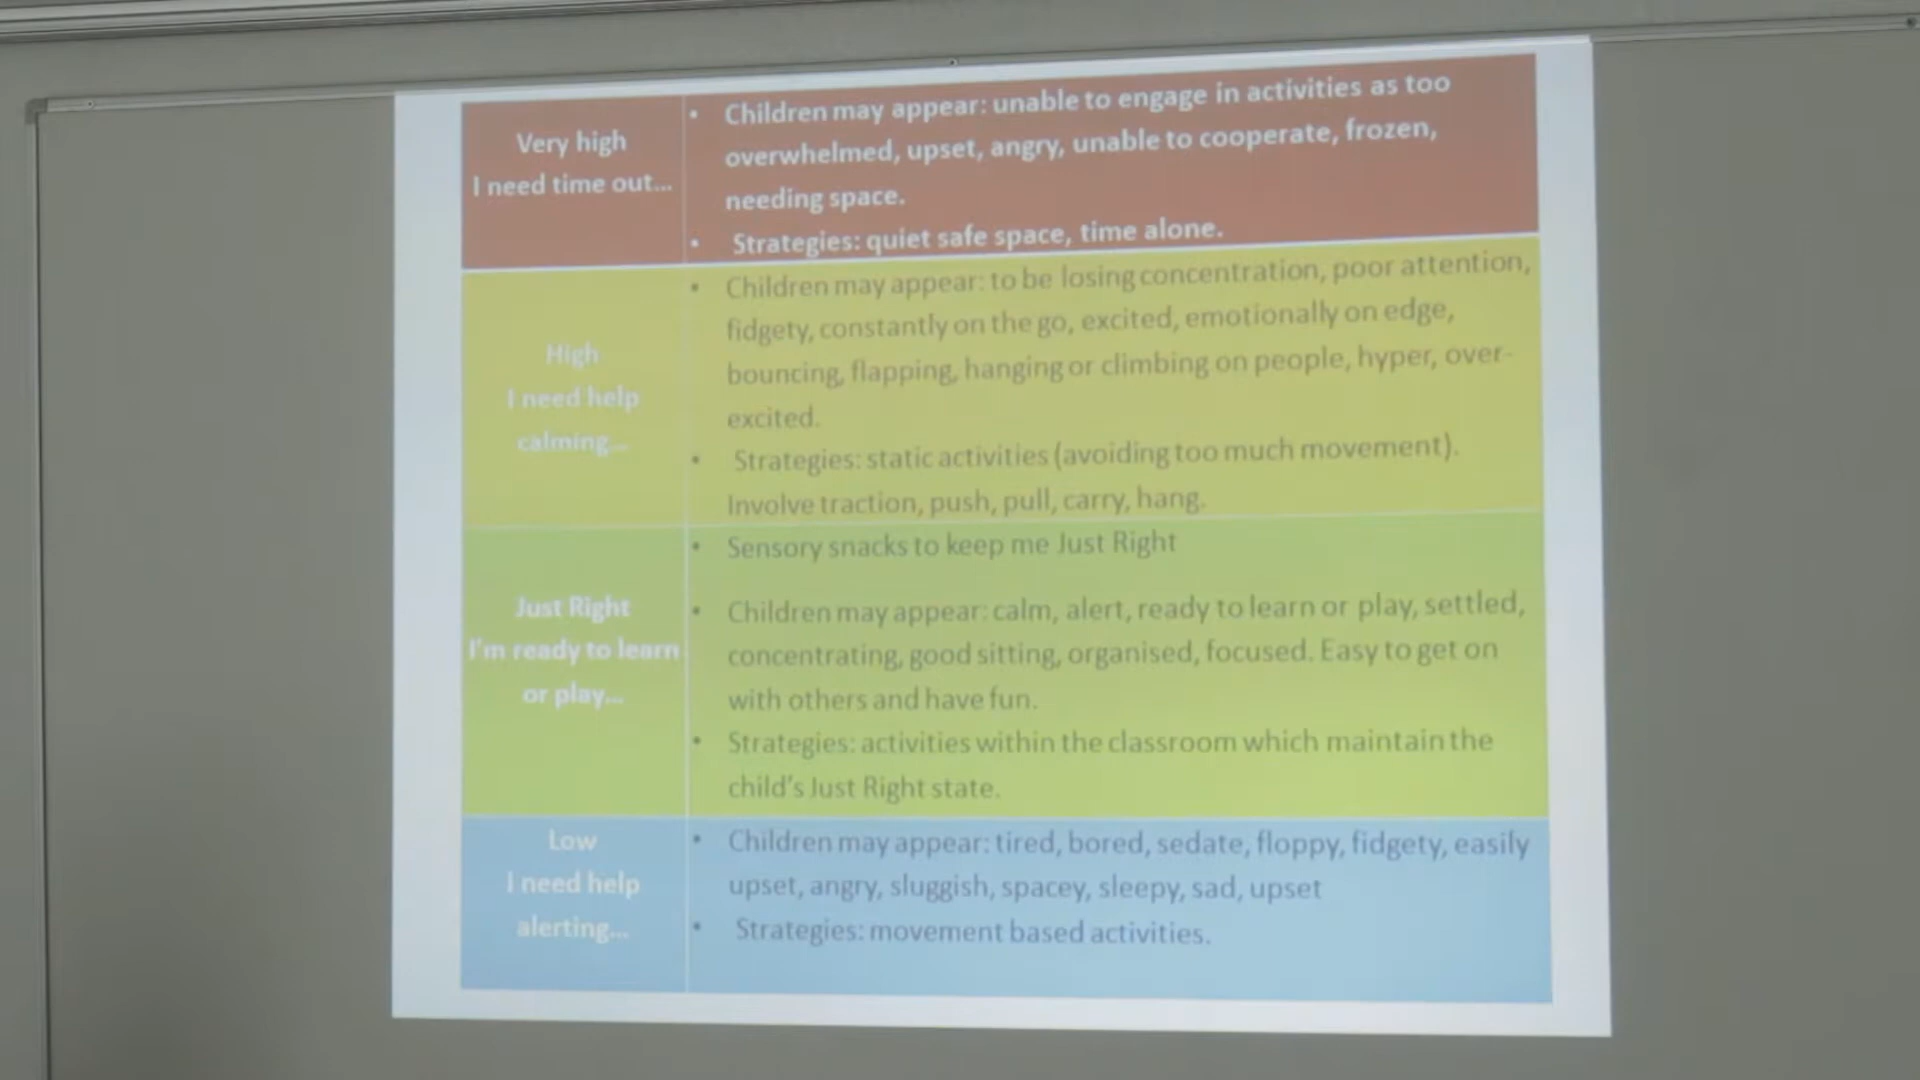 Very high
I need time out...
• Children may appear: unable to engage in activities as too
overwhelmed, upset, angry, unable to cooperate, frozen,
needing space.
• Strategies: quiet safe space, time alone.
High
I need help
calming...
• Children may appear: to be losing concentration, poor attention,
fidgety, constantly on the go, excited, emotionally on edge,
bouncing, flapping, hanging or climbing on people, hyper, over-
excited.
• Strategies: static activities (avoiding too much movement).
Involve traction, push, pull, carry, hang.
Just Right
I'm ready to learn
or play...
• Sensory snacks to keep me Just Right
• Children may appear: calm, alert, ready to learn or play, settled,
concentrating, good sitting, organised, focused. Easy to get on
with others and have fun.
• Strategies: activities within the classroom which maintain the
child's Just Right state.
Low
I need help
alerting...
• Children may appear: tired, bored, sedate, floppy, fidgety, easily
upset, angry, sluggish, spacey, sleepy, sad, upset
• Strategies: movement based activities.